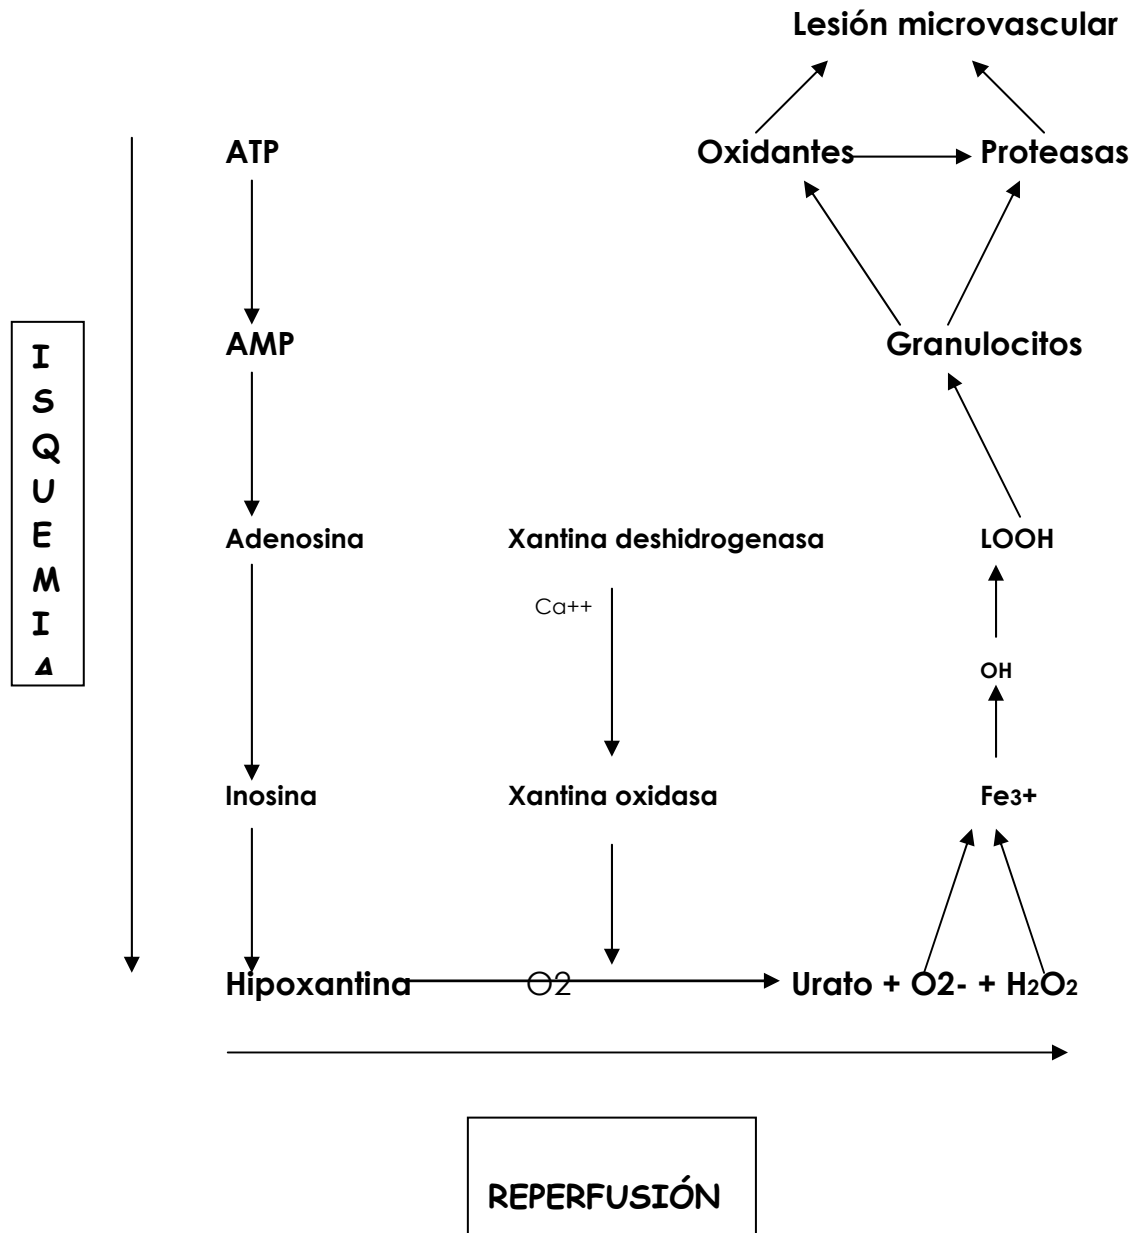 Lesión microvascular
ATP
Oxidantes
Proteasas
I
S
Q
U
E
M
I
A
AMP
Granulocitos
Adenosina
Xantina deshidrogenasa
LOOH
Ca++
OH
Inosina
Xantina oxidasa
Fe3+
Hipoxantina
O2
Urato + O2- + H2O2
REPERFUSIÓN